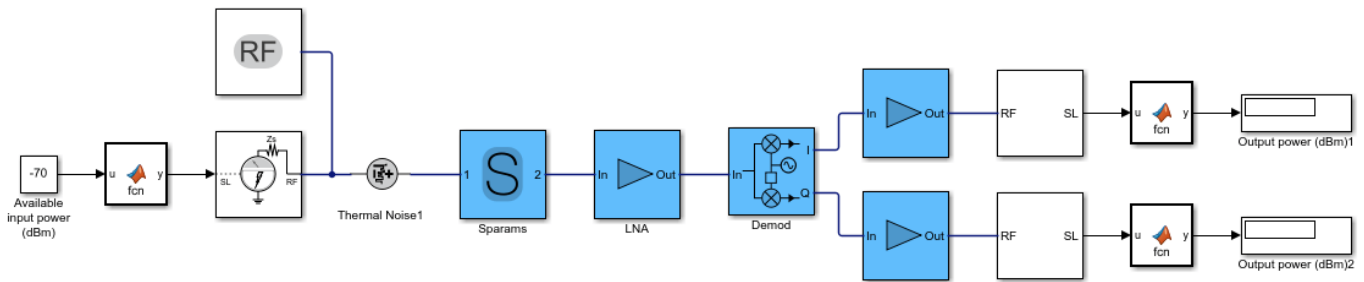 RF
-70
Available
input power
(dBm)
u
y
fcn
SL
Zs
RF
Thermal Noise1
1
S
2
Sparams
In
Out
LNA
In
I
Q
Demod
In
Out
RF
SL
u
y
fcn
Output power (dBm)1
In
Out
RF
SL
u
y
fcn
Output power (dBm)2